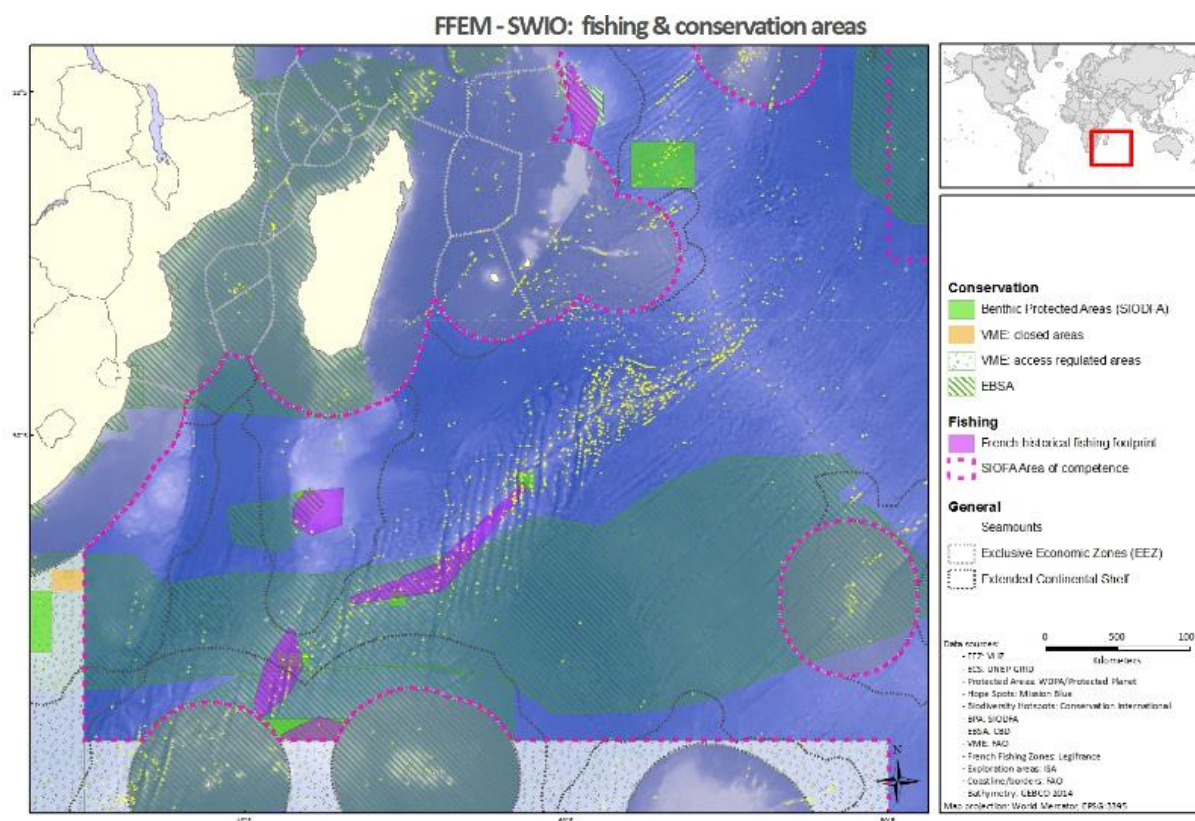 FFEM - SWIO: fishing & conservation areas
Conservation
Benthic Protected Areas (SIODFA)
VME: closed areas
VME: access regulated areas
EBSA
Fishing
French historical fishing footprint
SIOFA Area of competence
General
Seamounts
Exclusive Economic Zones (EEZ)
Extended Continental Shelf
0 500 100
Kilometers
Data sources:
- EEZ: VLIZ
- ECS: UNEP GRID
- Protected Areas: WDPA/Protected Planet
- Hope Spots: Mission Blue
- Biodiversity Hotspots: Conservation International
- BPA: SIODFA
- EBSA: CBD
- VME: FAO
- French Fishing Zones: Legifrance
- Exploration areas: ISA
- Coastline/borders: FAO
- Bathymetry: GEBCO 2014
Map projection: World Mercator, EPSG:3395
N